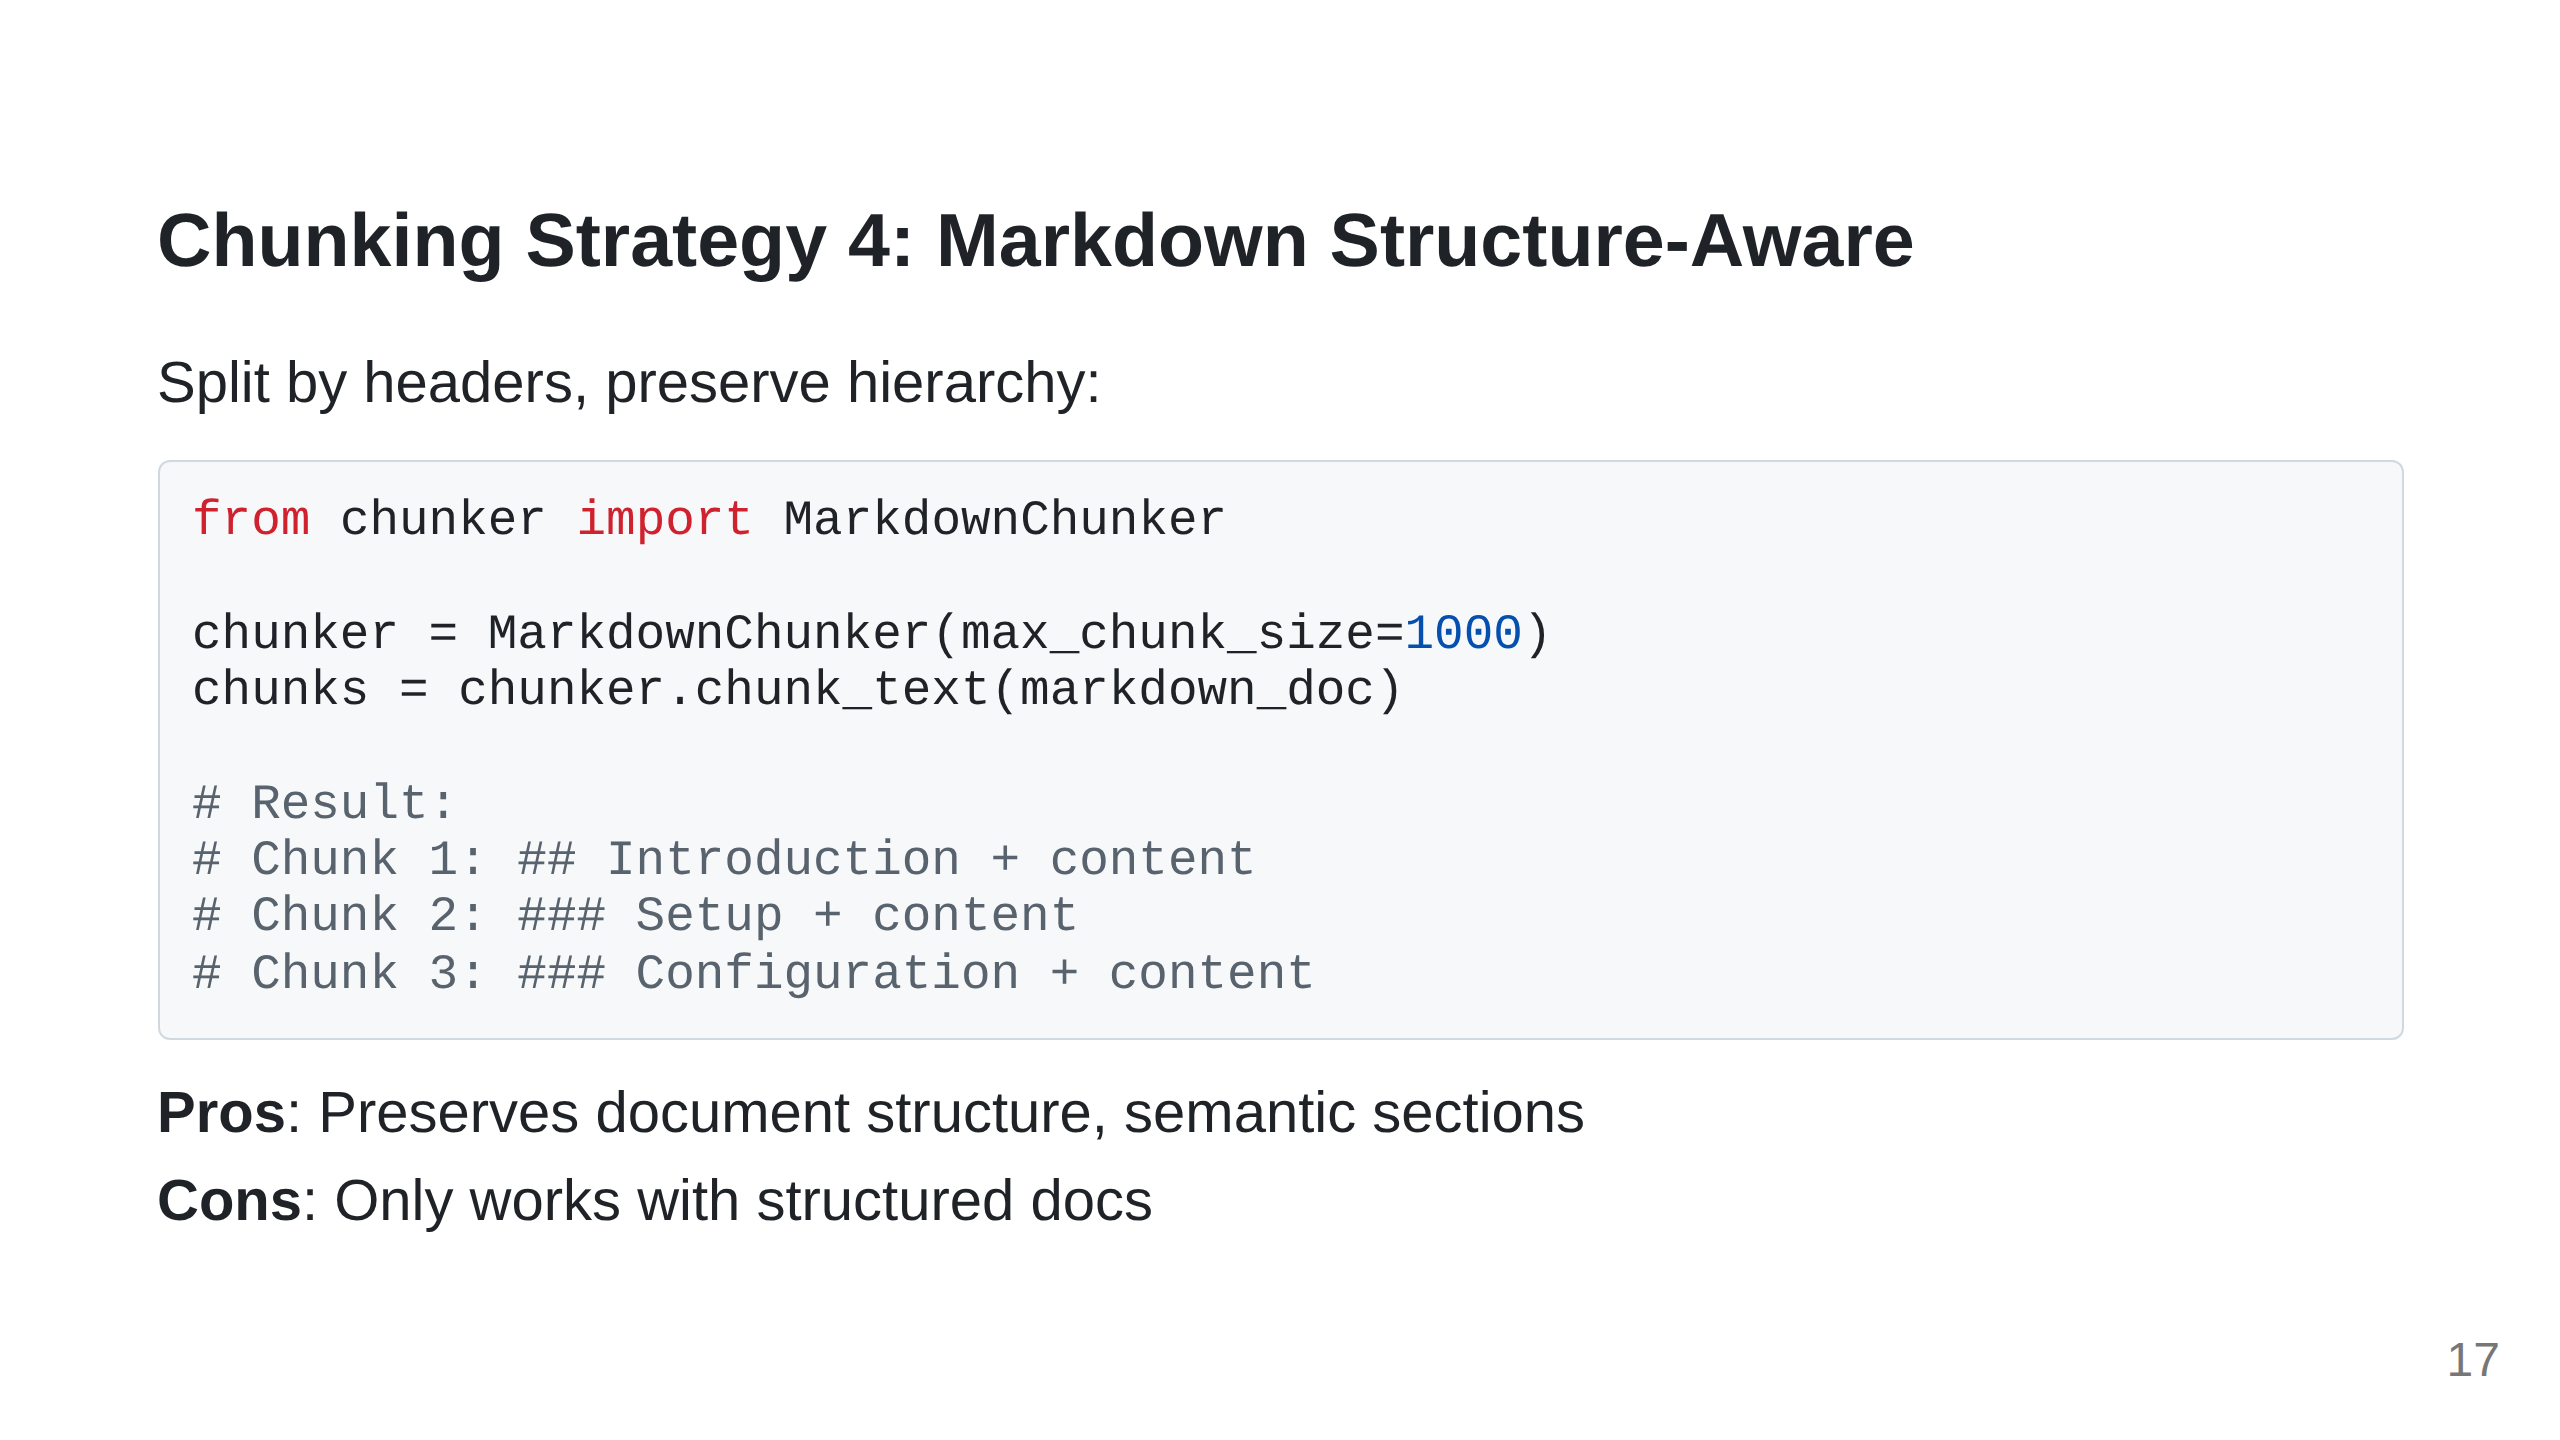 Chunking Strategy 4: Markdown Structure-Aware
Split by headers, preserve hierarchy:
from chunker import MarkdownChunker
chunker = MarkdownChunker(max_chunk_size=1000)
chunks = chunker.chunk_text(markdown_doc)
# Result:
# Chunk 1: ## Introduction + content
# Chunk 2: ### Setup + content
# Chunk 3: ### Configuration + content
Pros: Preserves document structure, semantic sections
Cons: Only works with structured docs
17